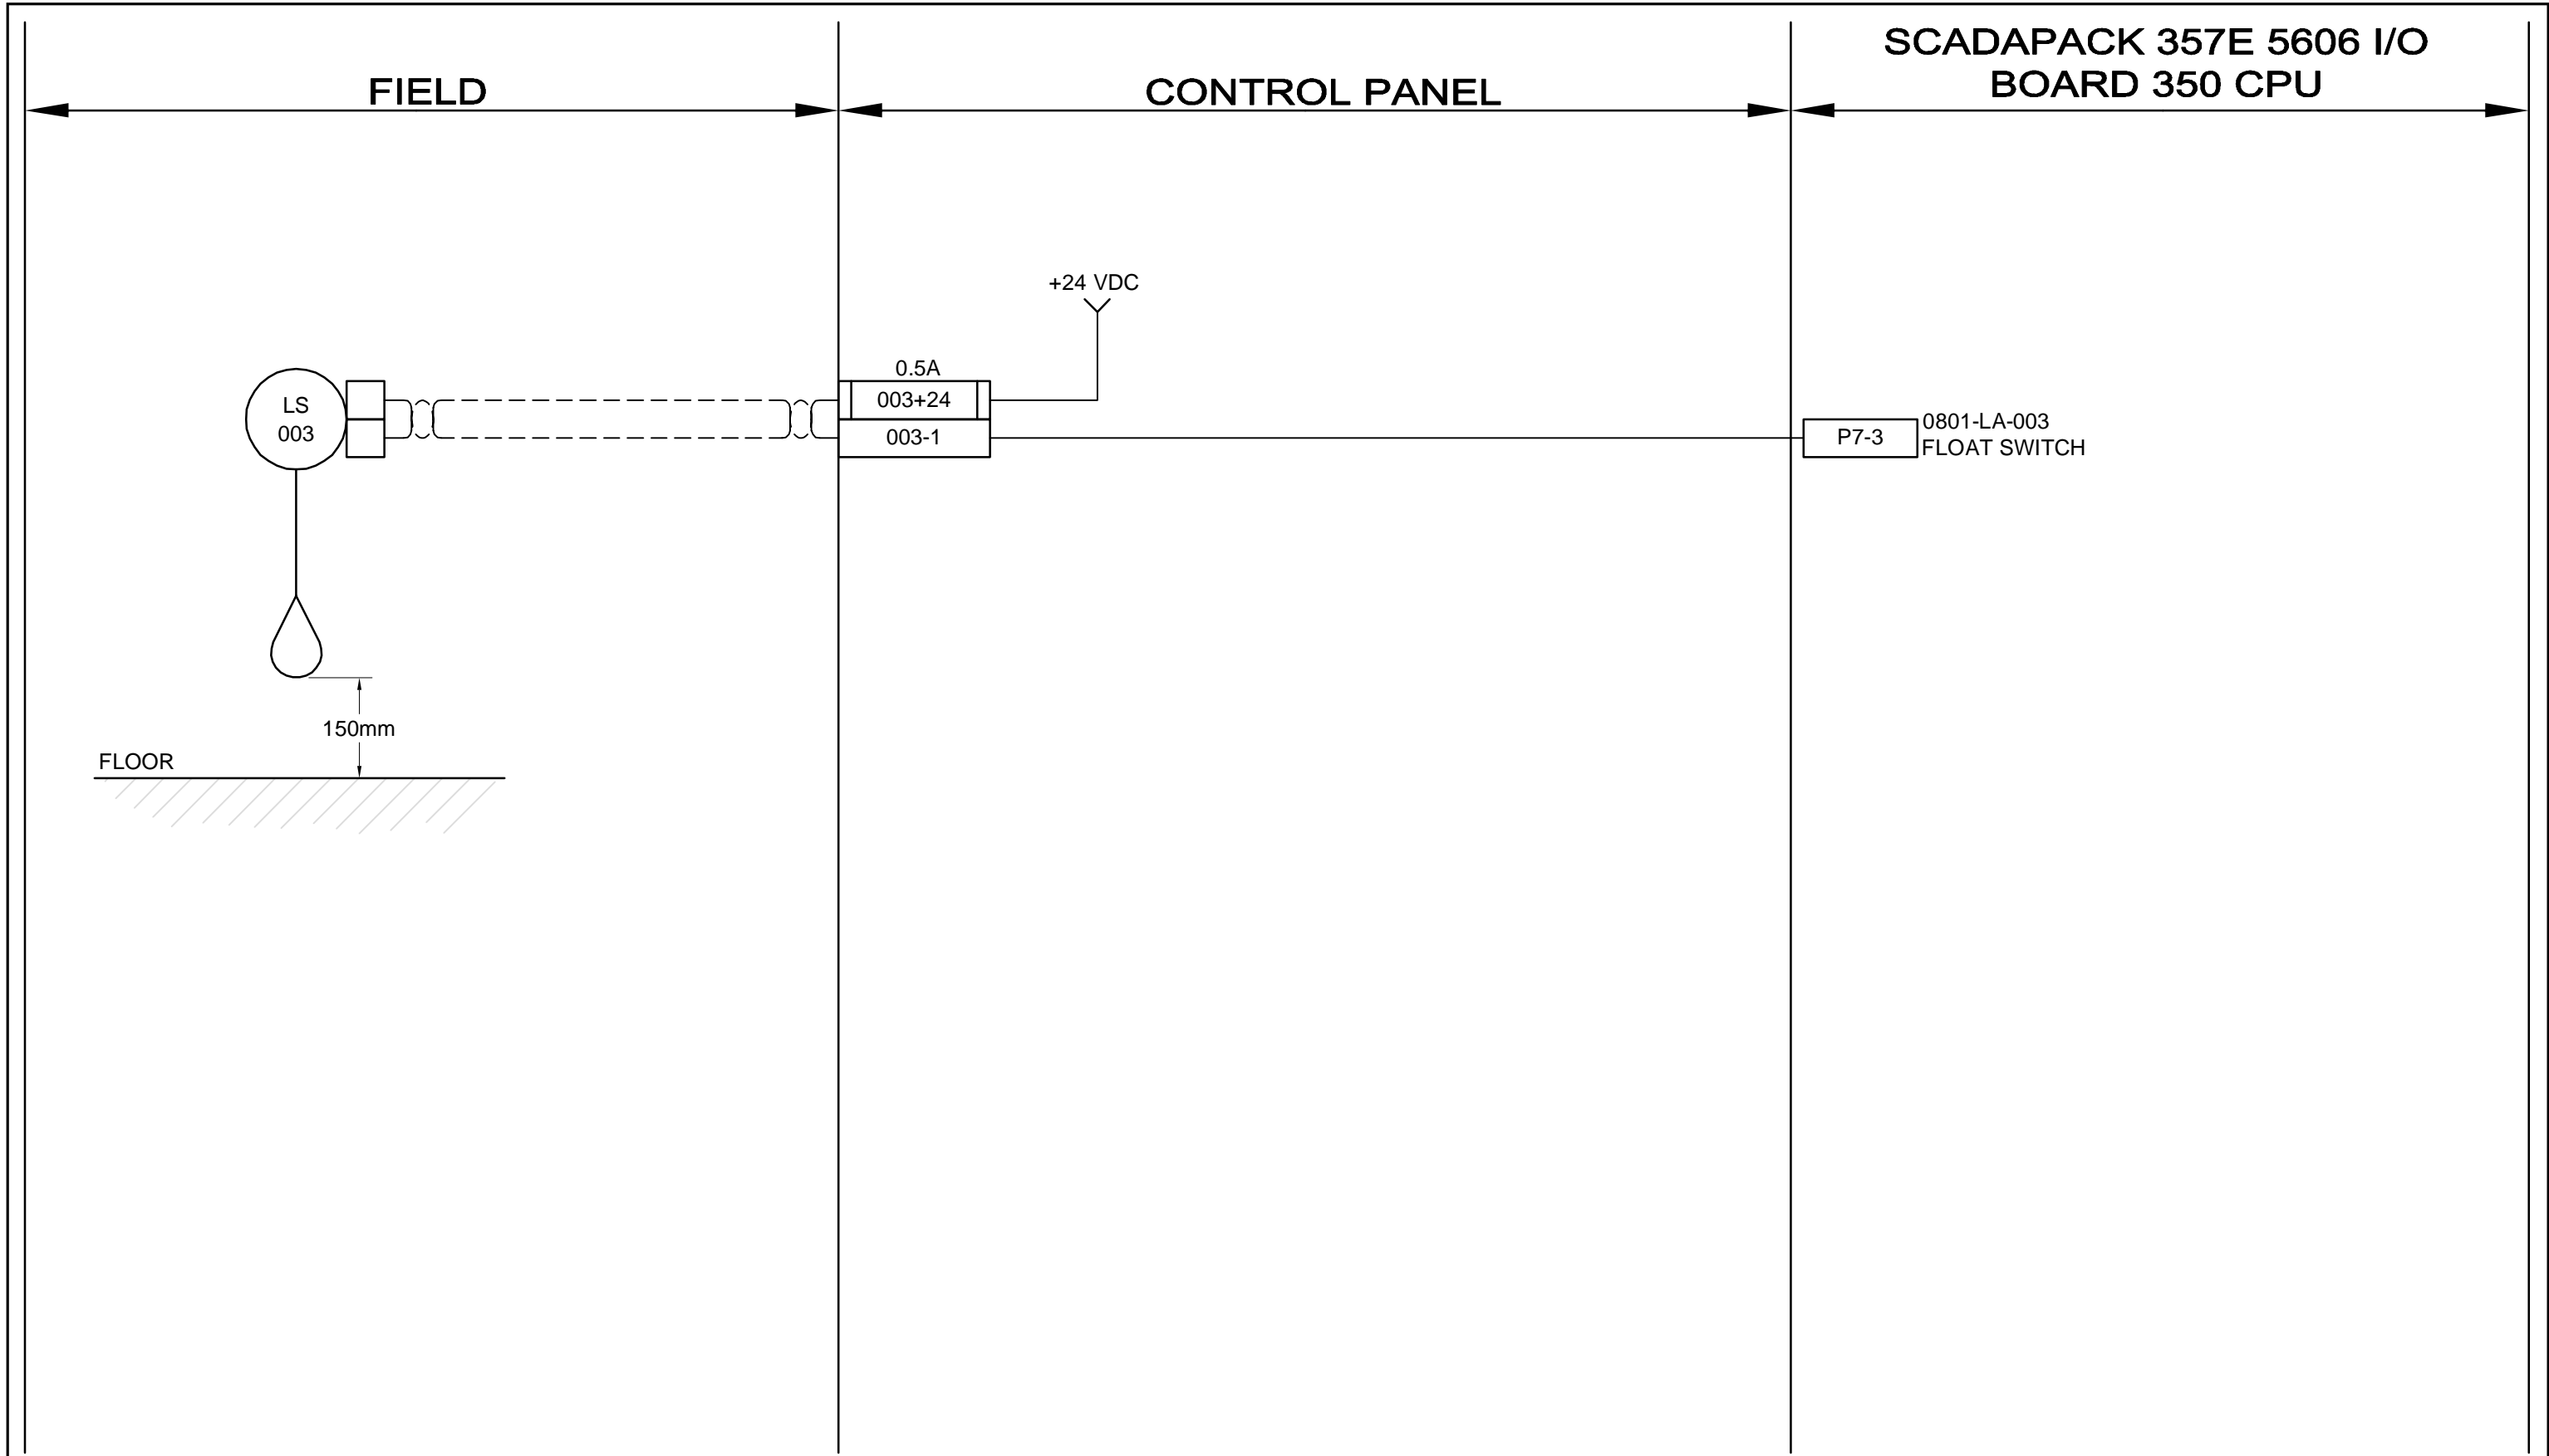 FIELD
CONTROL PANEL
SCADAPACK 357E 5606 I/O
BOARD 350 CPU
+24 VDC
0.5A
LS
003
003+24
003-1
P7-3
0801-LA-003
FLOAT SWITCH
150mm
FLOOR